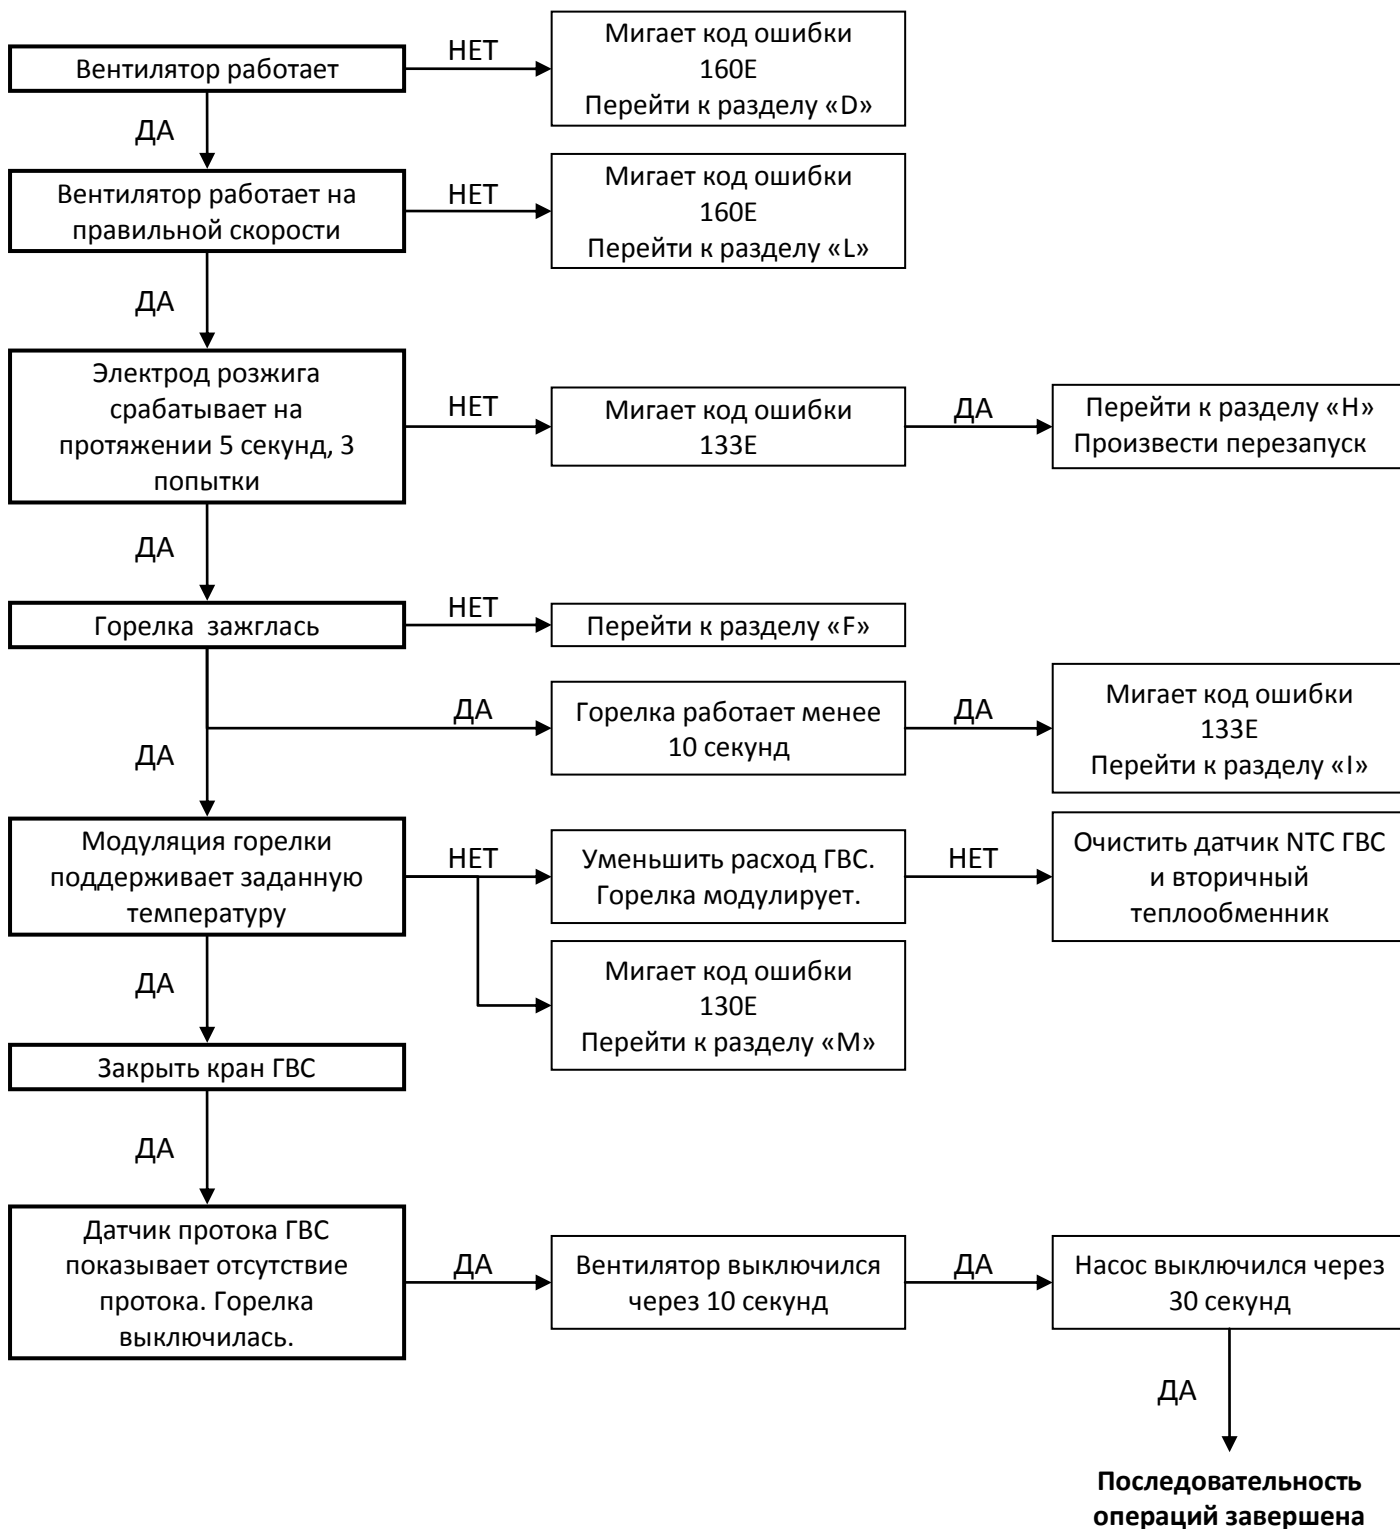 Вентилятор работает
НЕТ
Мигает код ошибки
160E
Перейти к разделу «D»
ДА
Вентилятор работает на
правильной скорости
НЕТ
Мигает код ошибки
160E
Перейти к разделу «L»
ДА
Электрод розжига
срабатывает на
протяжении 5 секунд, 3
попытки
НЕТ
Мигает код ошибки
133E
ДА
Перейти к разделу «H»
Произвести перезапуск
ДА
Горелка зажглась
НЕТ
Перейти к разделу «F»
ДА
Горелка работает менее
10 секунд
ДА
Мигает код ошибки
133E
Перейти к разделу «I»
ДА
Модуляция горелки
поддерживает заданную
температуру
НЕТ
Уменьшить расход ГВС.
Горелка модулирует.
НЕТ
Очистить датчик NTC ГВС
и вторичный
теплообменник
Мигает код ошибки
130E
Перейти к разделу «M»
ДА
Закрыть кран ГВС
ДА
Датчик протока ГВС
показывает отсутствие
протока. Горелка
выключилась.
ДА
Вентилятор выключился
через 10 секунд
ДА
Насос выключился через
30 секунд
ДА
Последовательность
операций завершена